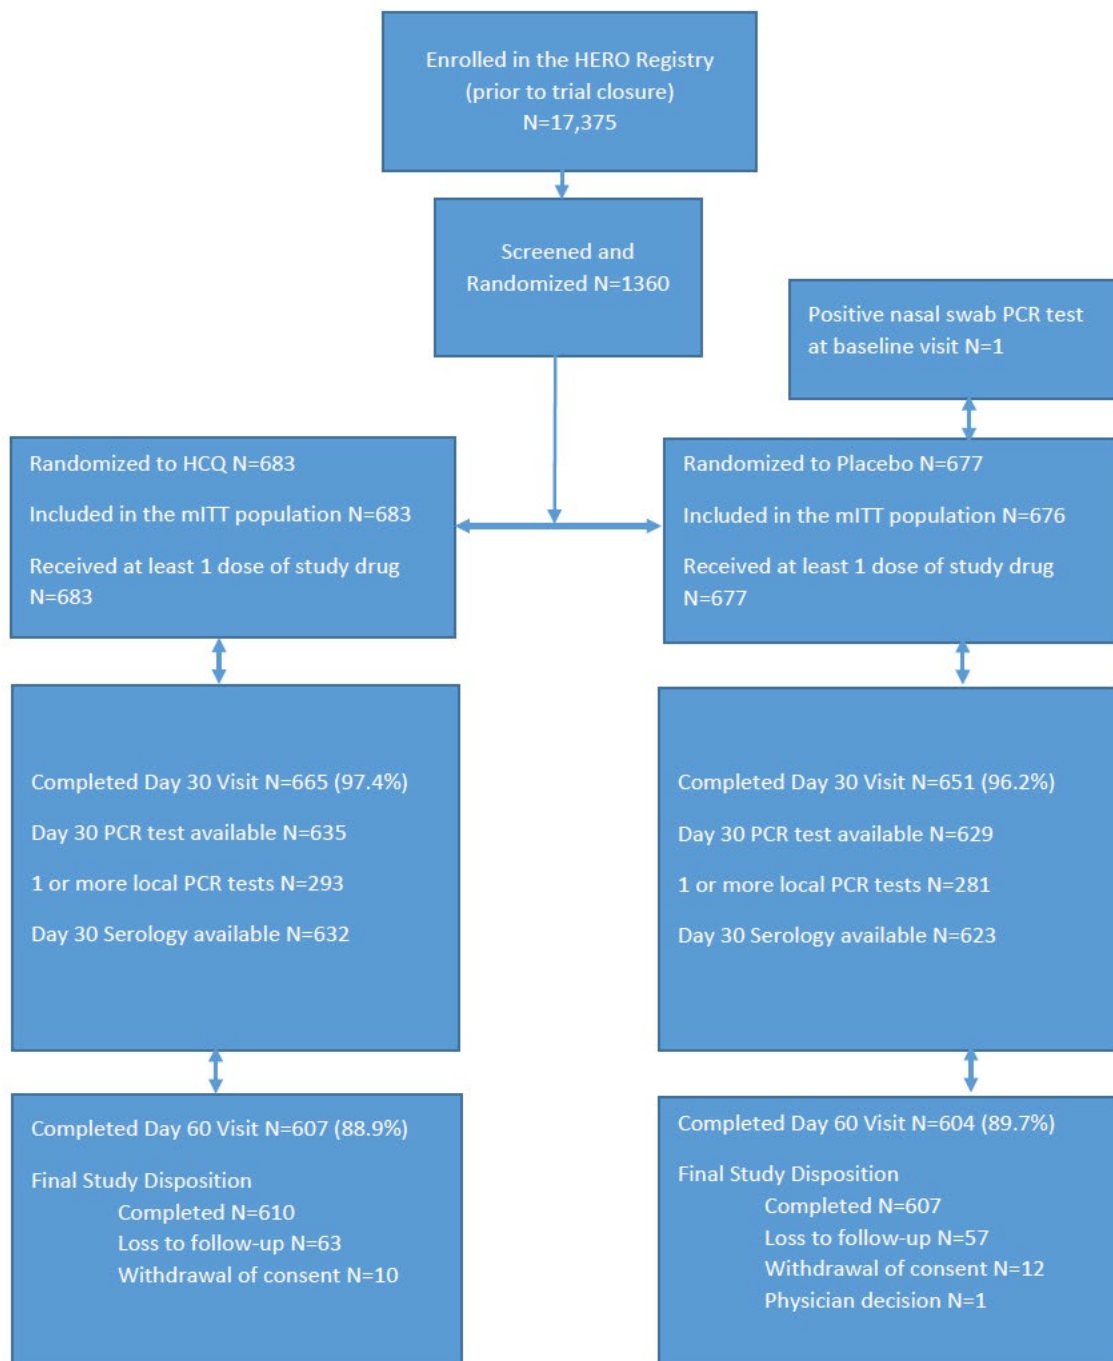 Enrolled in the HERO Registry
(prior to trial closure)
N=17,375
Screened and
Randomized N=1360
Positive nasal swab PCR test
at baseline visit N=1
Randomized to HCQ N=683
Included in the mITT population N=683
Received at least 1 dose of study drug
N=683
Randomized to Placebo N=677
Included in the mITT population N=676
Received at least 1 dose of study drug
N=677
Completed Day 30 Visit N=665 (97.4%)
Day 30 PCR test available N=635
1 or more local PCR tests N=293
Day 30 Serology available N=632
Completed Day 30 Visit N=651 (96.2%)
Day 30 PCR test available N=629
1 or more local PCR tests N=281
Day 30 Serology available N=623
Completed Day 60 Visit N=607 (88.9%)
Final Study Disposition
Completed N=610
Loss to follow-up N=63
Withdrawal of consent N=10
Completed Day 60 Visit N=604 (89.7%)
Final Study Disposition
Completed N=607
Loss to follow-up N=57
Withdrawal of consent N=12
Physician decision N=1